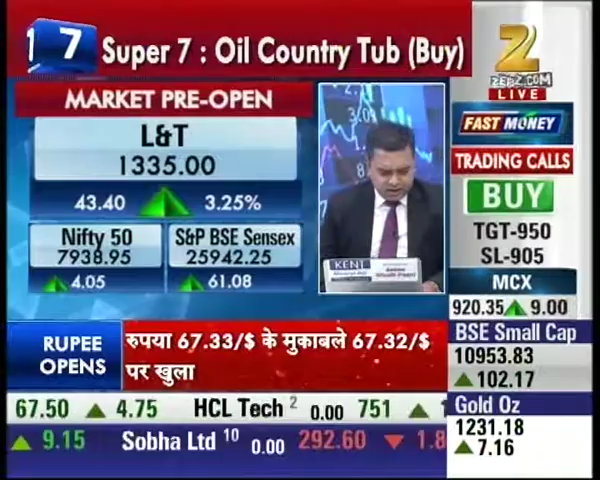 1 7 Super 7 : Oil Country Tub (Buy)
ZEEBIZ.COM
LIVE
MARKET PRE-OPEN
L&T
1335.00
43.40 3.25%
Nifty 50
7938.95
4.05
S&P BSE Sensex
25942.25
61.08
KENT
FAST MONEY
TRADING CALLS
BUY
TGT-950
SL-905
MCX
920.35 9.00
RUPEE
OPENS
रुपया 67.33/$ के मुकाबले 67.32/$
पर खुला
BSE Small Cap
10953.83
102.17
67.50 4.75 HCL Tech 2 0.00 751 1
9.15 Sobha Ltd 10 0.00 292.60 1.8
Gold Oz
1231.18
7.16